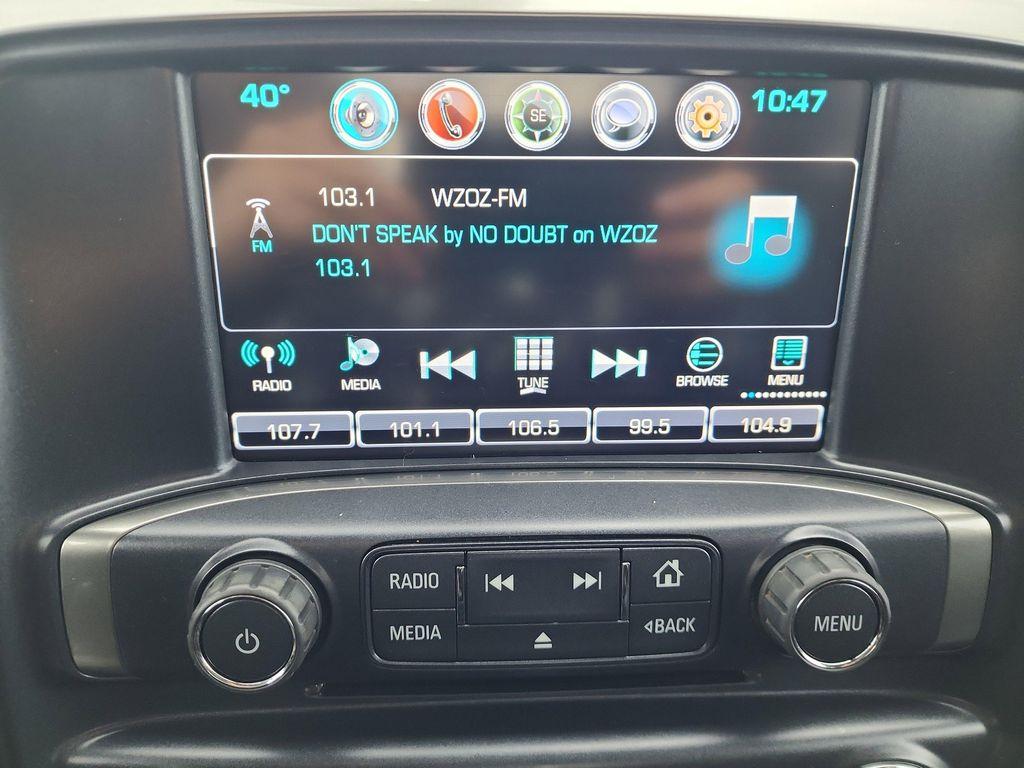 40°
SE
10:47
103.1 WZOZ-FM
FM
DON'T SPEAK by NO DOUBT on WZOZ
103.1
RADIO MEDIA TUNE BROWSE MENU
107.7 101.1 106.5 99.5 104.9
RADIO
MEDIA
BACK
MENU